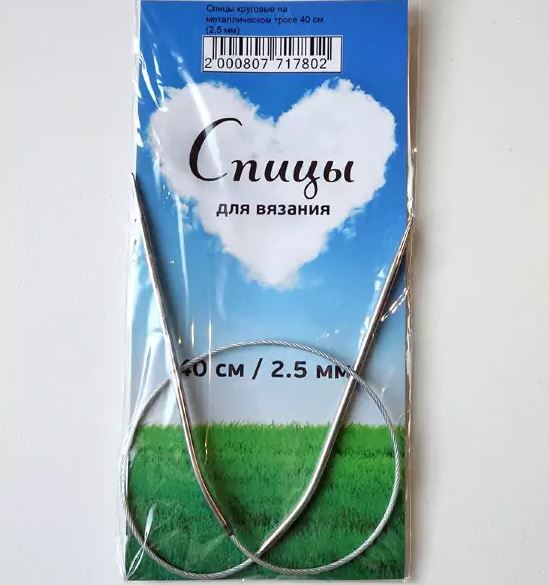 Спицы круговые на
металлическом тросе 40 см
(2,5 мм)
2 000807 717802
Спицы
для вязания
40 см / 2.5 мм